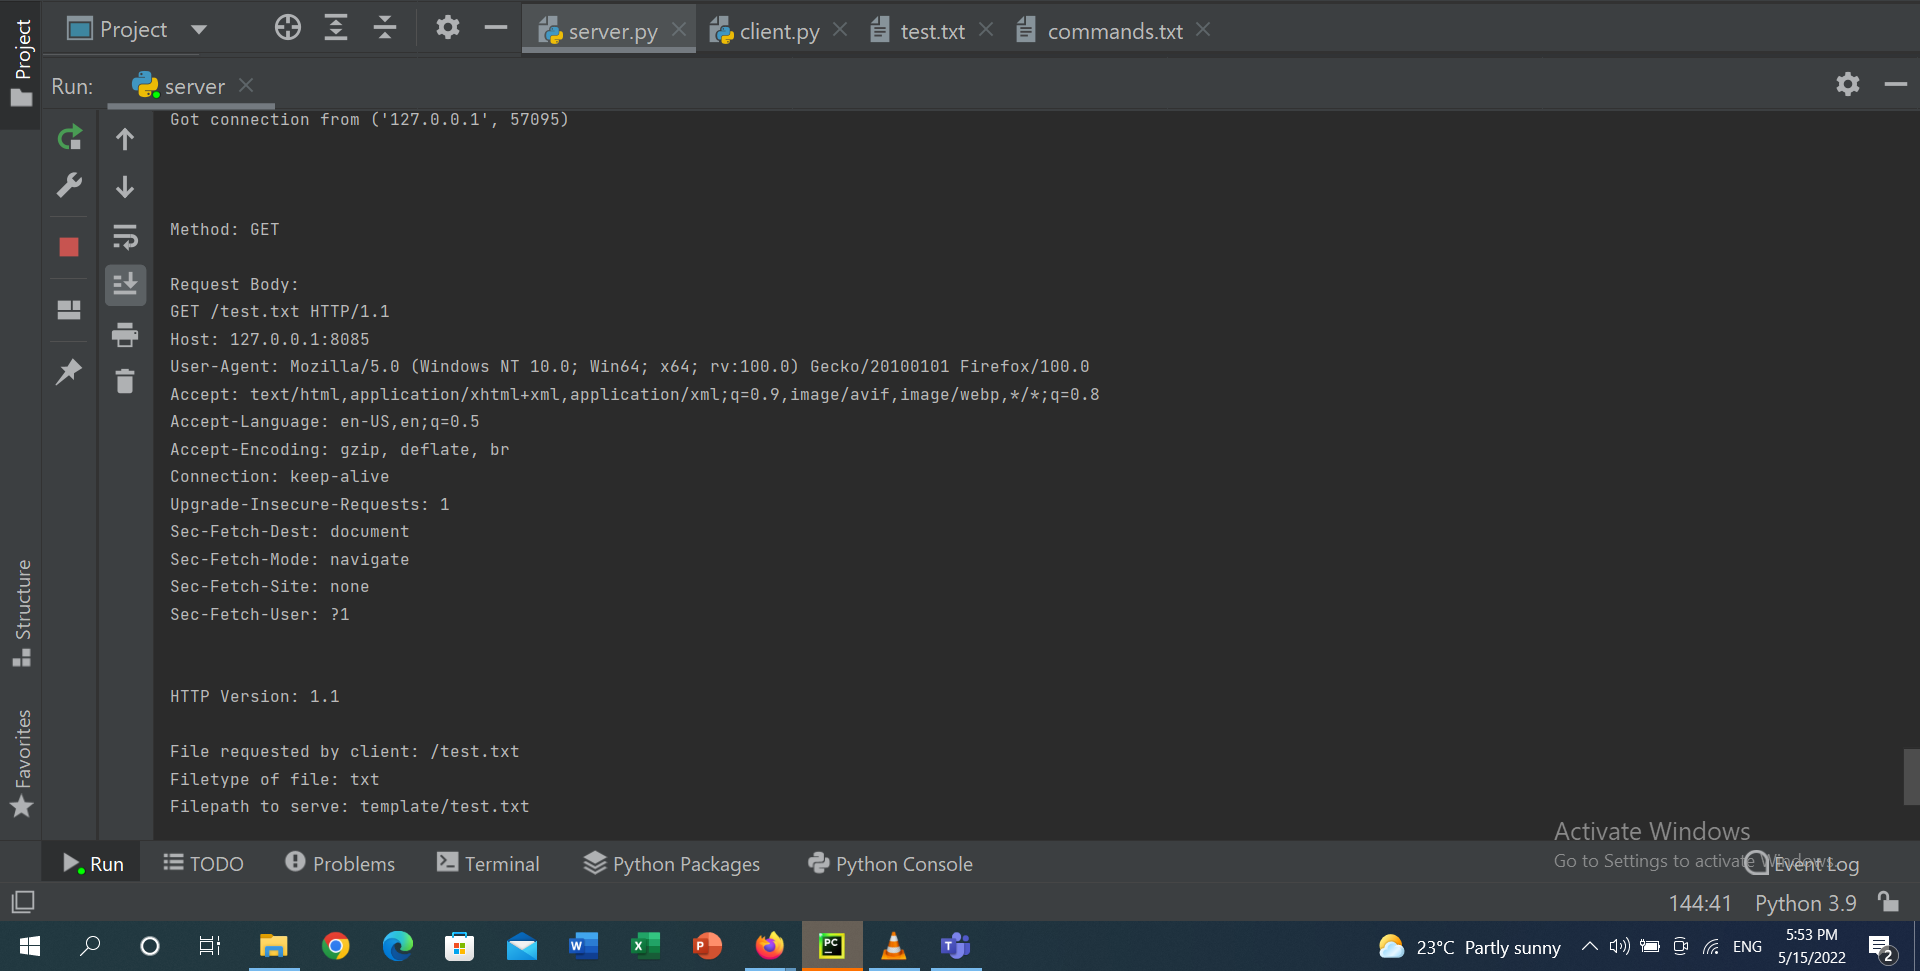 Project
Project
server.py
client.py
test.txt
commands.txt
Run:
server
Got connection from ('127.0.0.1', 57095)
Method: GET
Request Body:
GET /test.txt HTTP/1.1
Host: 127.0.0.1:8085
User-Agent: Mozilla/5.0 (Windows NT 10.0; Win64; x64; rv:100.0) Gecko/20100101 Firefox/100.0
Accept: text/html,application/xhtml+xml,application/xml;q=0.9,image/avif,image/webp,*/*;q=0.8
Accept-Language: en-US,en;q=0.5
Accept-Encoding: gzip, deflate, br
Connection: keep-alive
Upgrade-Insecure-Requests: 1
Sec-Fetch-Dest: document
Sec-Fetch-Mode: navigate
Sec-Fetch-Site: none
Sec-Fetch-User: ?1
HTTP Version: 1.1
File requested by client: /test.txt
Filetype of file: txt
Filepath to serve: template/test.txt
Structure
Favorites
Activate Windows
Go to Settings to activate Windows.
Run
TODO
Problems
Terminal
Python Packages
Python Console
Event Log
144:41
Python 3.9
W
X
P
PC
T
23°C Partly sunny
ENG
5:53 PM
5/15/2022
2